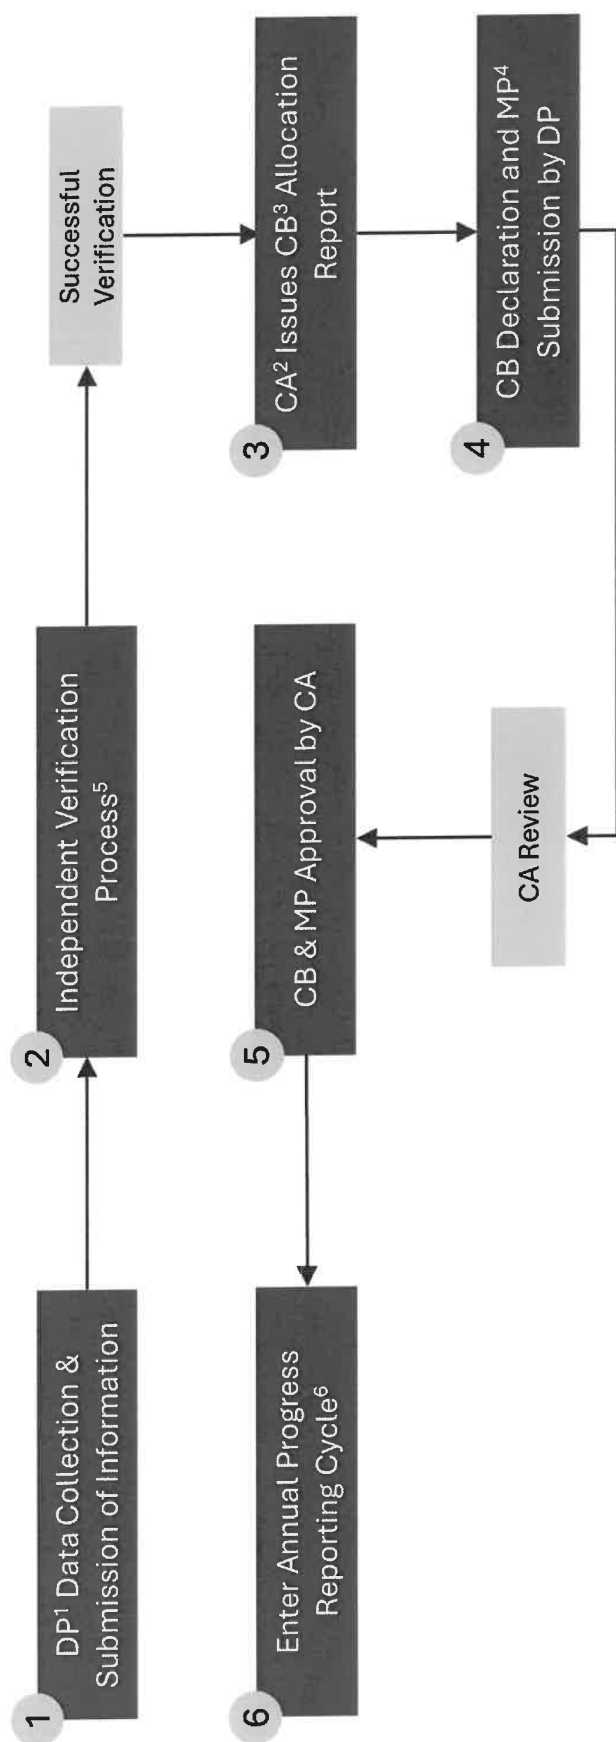 1
DP¹ Data Collection &
Submission of Information
2
Independent Verification
Process⁵
Successful
Verification
3
CA² Issues CB³ Allocation
Report
4
CB Declaration and MP⁴
Submission by DP
CA Review
5
CB & MP Approval by CA
6
Enter Annual Progress
Reporting Cycle⁶